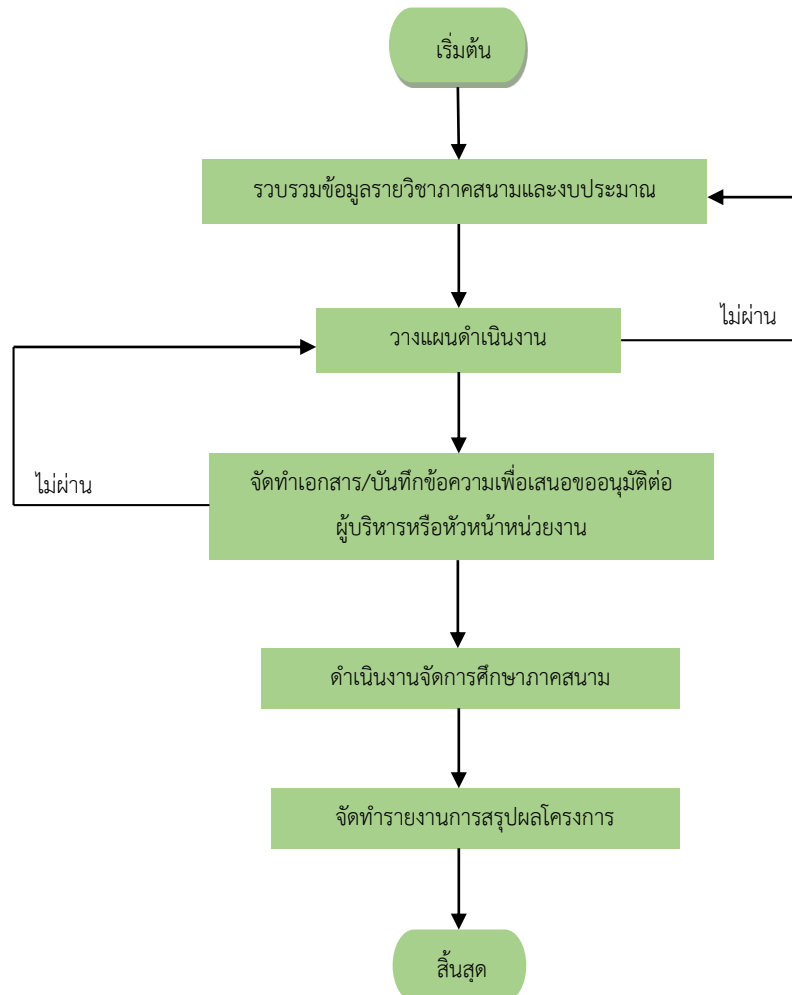 เริ่มต้น
รวบรวมข้อมูลรายวิชาภาคสนามและงบประมาณ
วางแผนดำเนินงาน
ไม่ผ่าน
ไม่ผ่าน
จัดทำเอกสาร/บันทึกข้อความเพื่อเสนอขออนุมัติต่อ
ผู้บริหารหรือหัวหน้าหน่วยงาน
ดำเนินงานจัดการศึกษาภาคสนาม
จัดทำรายงานการสรุปผลโครงการ
สิ้นสุด